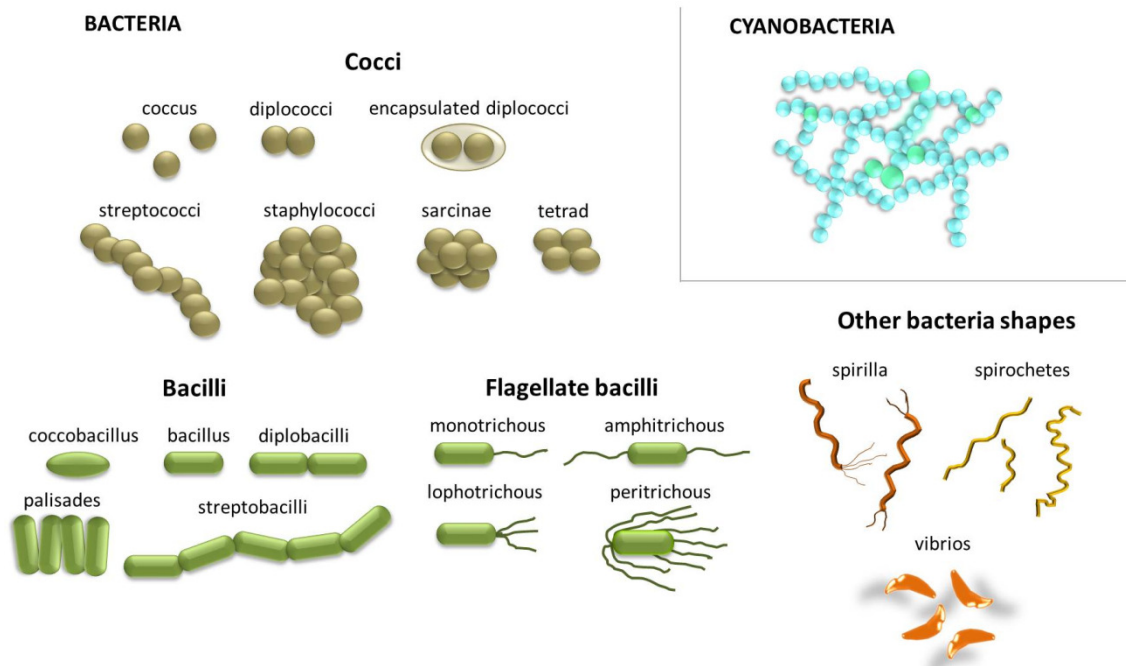 BACTERIA
Cocci
coccus diplococci encapsulated diplococci
streptococci staphylococci sarcinae tetrad
CYANOBACTERIA
Bacilli
coccobacillus bacillus diplobacilli
palisades streptobacilli
Flagellate bacilli
monotrichous amphitrichous
lophotrichous peritrichous
Other bacteria shapes
spirilla spirochetes
vibrios